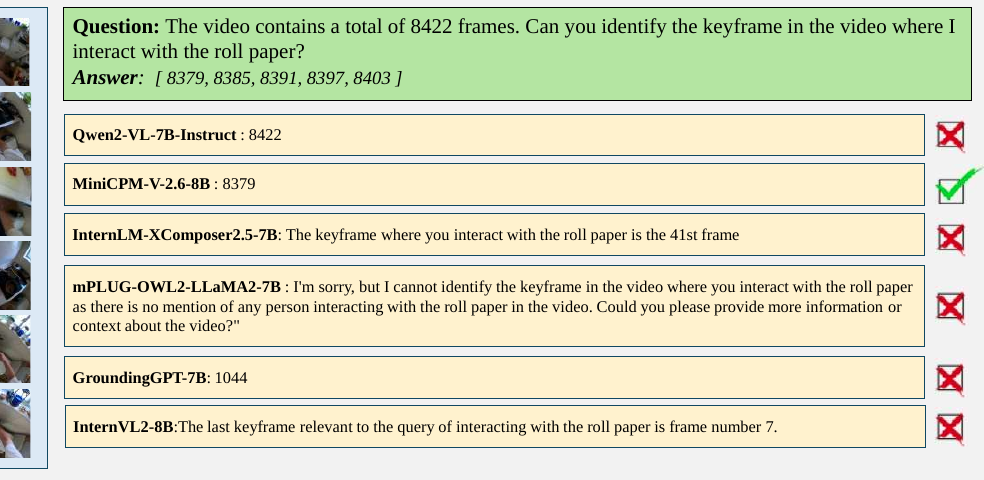 Question: The video contains a total of 8422 frames. Can you identify the keyframe in the video where I
interact with the roll paper?
Answer: [ 8379, 8385, 8391, 8397, 8403 ]
Qwen2-VL-7B-Instruct : 8422
MiniCPM-V-2.6-8B : 8379
InternLM-XComposer2.5-7B: The keyframe where you interact with the roll paper is the 41st frame
mPLUG-OWL2-LLaMA2-7B : I'm sorry, but I cannot identify the keyframe in the video where you interact with the roll paper
as there is no mention of any person interacting with the roll paper in the video. Could you please provide more information or
context about the video?"
GroundingGPT-7B: 1044
InternVL2-8B:The last keyframe relevant to the query of interacting with the roll paper is frame number 7.